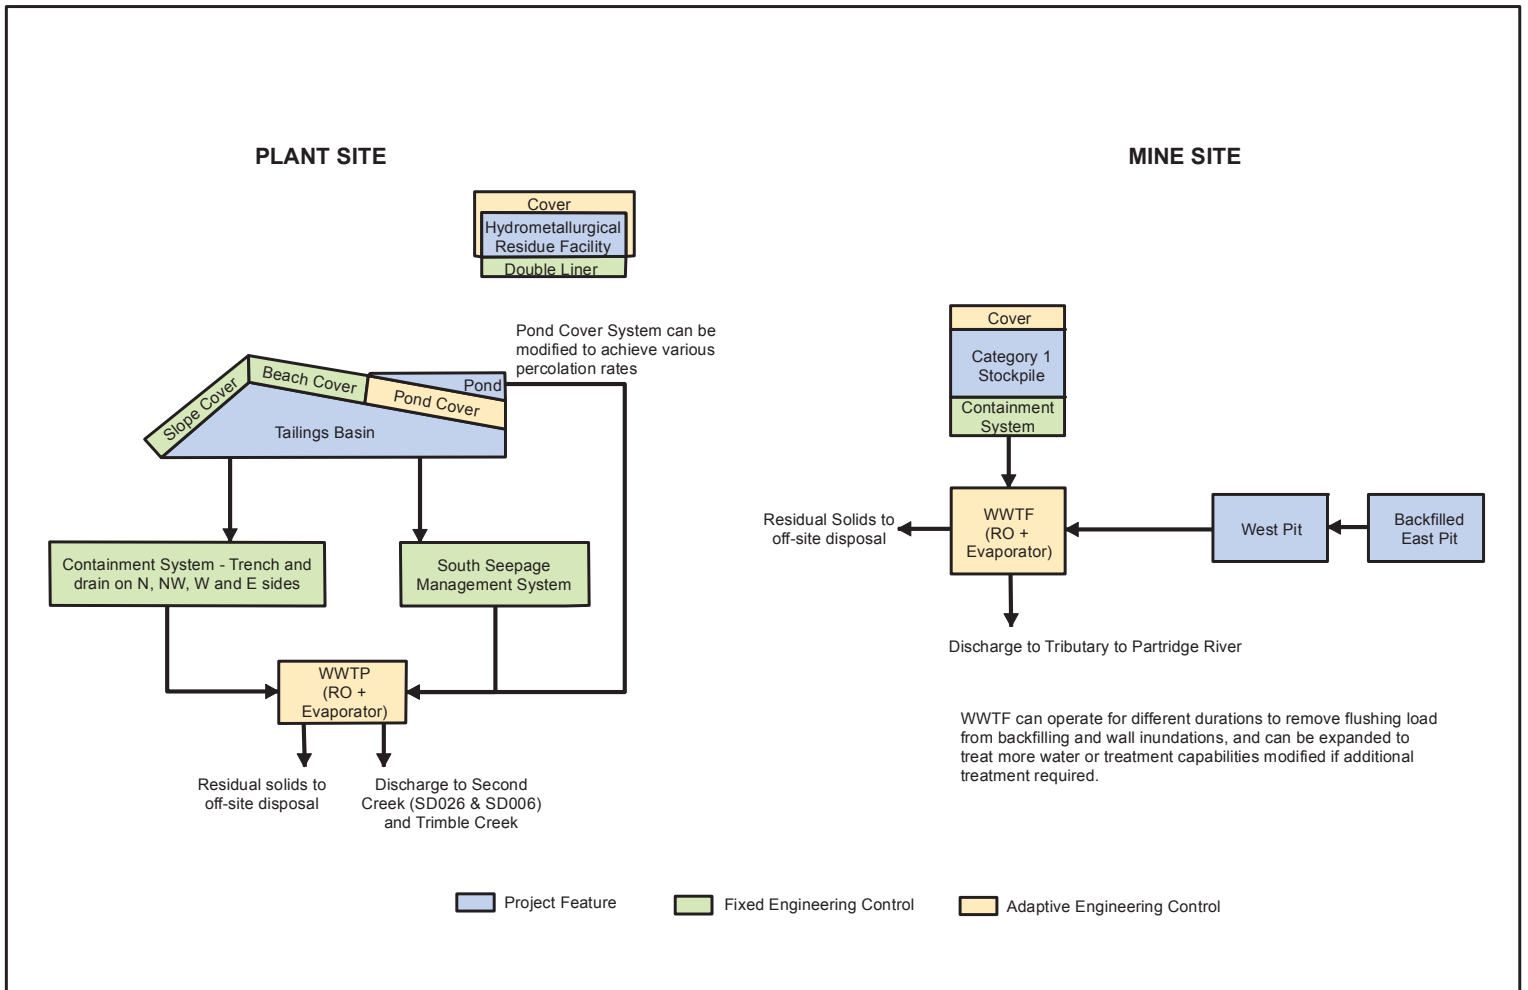 PLANT SITE
MINE SITE
Cover
Hydrometallurgical
Residue Facility
Double Liner
Pond Cover System can be
modified to achieve various
percolation rates
Slope Cover
Beach Cover
Pond
Pond Cover
Tailings Basin
Containment System - Trench and
drain on N, NW, W and E sides
South Seepage
Management System
WWTP
(RO +
Evaporator)
Residual solids to
off-site disposal
Discharge to Second
Creek (SD026 & SD006)
and Trimble Creek
Cover
Category 1
Stockpile
Containment
System
Residual Solids to
off-site disposal
WWTF
(RO +
Evaporator)
West Pit
Backfilled
East Pit
Discharge to Tributary to Partridge River
WWTF can operate for different durations to remove flushing load
from backfilling and wall inundations, and can be expanded to
treat more water or treatment capabilities modified if additional
treatment required.
Project Feature
Fixed Engineering Control
Adaptive Engineering Control